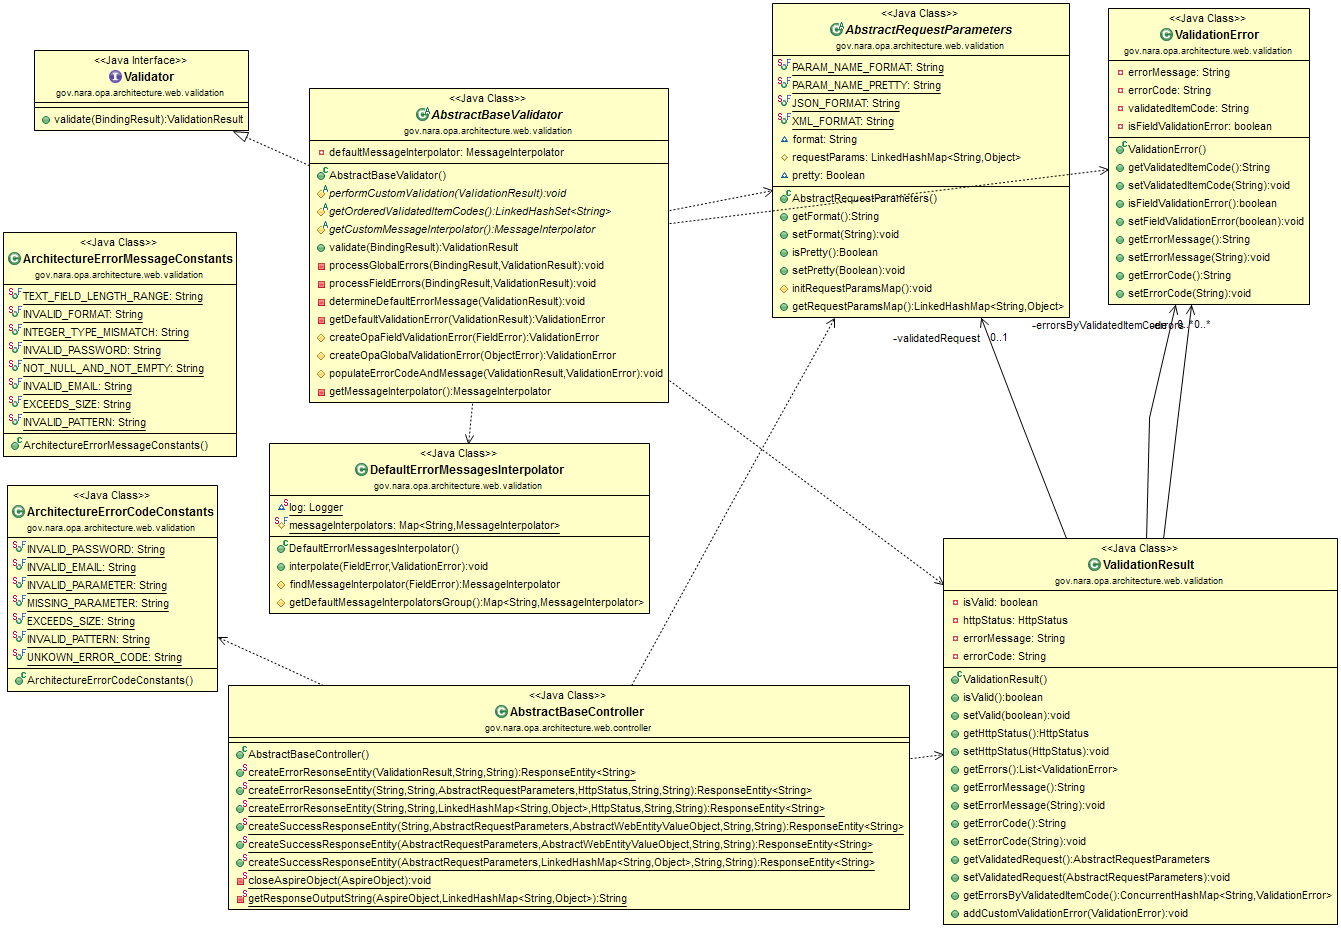 <<Java Interface>>
Validator
gov.nara.opa.architecture.web.validation
validate(BindingResult):ValidationResult
<<Java Class>>
AbstractBaseValidator
gov.nara.opa.architecture.web.validation
defaultMessageInterpolator: MessageInterpolator
AbstractBaseValidator()
performCustomValidation(ValidationResult):void
getOrderedValidatedItemCodes():LinkedHashSet<String>
getCustomMessageInterpolator():MessageInterpolator
validate(BindingResult):ValidationResult
processGlobalErrors(BindingResult,ValidationResult):void
processFieldErrors(BindingResult,ValidationResult):void
determineDefaultErrorMessage(ValidationResult):void
getDefaultValidationError(ValidationResult):ValidationError
createOpaFieldValidationError(FieldError):ValidationError
createOpaGlobalValidationError(ObjectError):ValidationError
populateErrorCodeAndMessage(ValidationResult,ValidationError):void
getMessageInterpolator():MessageInterpolator
<<Java Class>>
AbstractRequestParameters
gov.nara.opa.architecture.web.validation
PARAM_NAME_FORMAT: String
PARAM_NAME_PRETTY: String
JSON_FORMAT: String
XML_FORMAT: String
format: String
requestParams: LinkedHashMap<String,Object>
pretty: Boolean
AbstractRequestParameters()
getFormat():String
setFormat(String):void
isPretty():Boolean
setPretty(Boolean):void
initRequestParamsMap():void
getRequestParamsMap():LinkedHashMap<String,Object>
<<Java Class>>
ValidationError
gov.nara.opa.architecture.web.validation
errorMessage: String
errorCode: String
validatedItemCode: String
isFieldValidationError: boolean
ValidationError()
getValidatedItemCode():String
setValidatedItemCode(String):void
isFieldValidationError():boolean
setFieldValidationError(boolean):void
getErrorMessage():String
setErrorMessage(String):void
getErrorCode():String
setErrorCode(String):void
<<Java Class>>
ArchitectureErrorMessageConstants
gov.nara.opa.architecture.web.validation
TEXT_FIELD_LENGTH_RANGE: String
INVALID_FORMAT: String
INTEGER_TYPE_MISMATCH: String
INVALID_PASSWORD: String
NOT_NULL_AND_NOT_EMPTY: String
INVALID_EMAIL: String
EXCEEDS_SIZE: String
INVALID_PATTERN: String
ArchitectureErrorMessageConstants()
-validatedRequest 0..1
-errorsByValidatedItemCode
0..* 0..*
<<Java Class>>
DefaultErrorMessagesInterpolator
gov.nara.opa.architecture.web.validation
log: Logger
messageInterpolators: Map<String,MessageInterpolator>
DefaultErrorMessagesInterpolator()
interpolate(FieldError,ValidationError):void
findMessageInterpolator(FieldError):MessageInterpolator
getDefaultMessageInterpolatorsGroup():Map<String,MessageInterpolator>
<<Java Class>>
ArchitectureErrorCodeConstants
gov.nara.opa.architecture.web.validation
INVALID_PASSWORD: String
INVALID_EMAIL: String
INVALID_PARAMETER: String
MISSING_PARAMETER: String
EXCEEDS_SIZE: String
INVALID_PATTERN: String
UNKOWN_ERROR_CODE: String
ArchitectureErrorCodeConstants()
<<Java Class>>
ValidationResult
gov.nara.opa.architecture.web.validation
isValid: boolean
httpStatus: HttpStatus
errorMessage: String
errorCode: String
ValidationResult()
isValid():boolean
setValid(boolean):void
getHttpStatus():HttpStatus
setHttpStatus(HttpStatus):void
getErrors():List<ValidationError>
getErrorMessage():String
setErrorMessage(String):void
getErrorCode():String
setErrorCode(String):void
getValidatedRequest():AbstractRequestParameters
setValidatedRequest(AbstractRequestParameters):void
getErrorsByValidatedItemCode():ConcurrentHashMap<String,ValidationError>
addCustomValidationError(ValidationError):void
<<Java Class>>
AbstractBaseController
gov.nara.opa.architecture.web.controller
AbstractBaseController()
createErrorResonseEntity(ValidationResult,String,String):ResponseEntity<String>
createErrorResonseEntity(String,String,AbstractRequestParameters,HttpStatus,String,String):ResponseEntity<String>
createErrorResonseEntity(String,String,LinkedHashMap<String,Object>,HttpStatus,String,String):ResponseEntity<String>
createSuccessResponseEntity(String,AbstractRequestParameters,AbstractWebEntityValueObject,String,String):ResponseEntity<String>
createSuccessResponseEntity(AbstractRequestParameters,AbstractWebEntityValueObject,String,String):ResponseEntity<String>
createSuccessResponseEntity(AbstractRequestParameters,LinkedHashMap<String,Object>,String,String):ResponseEntity<String>
closeAspireObject(AspireObject):void
getResponseOutputString(AspireObject,LinkedHashMap<String,Object>):String